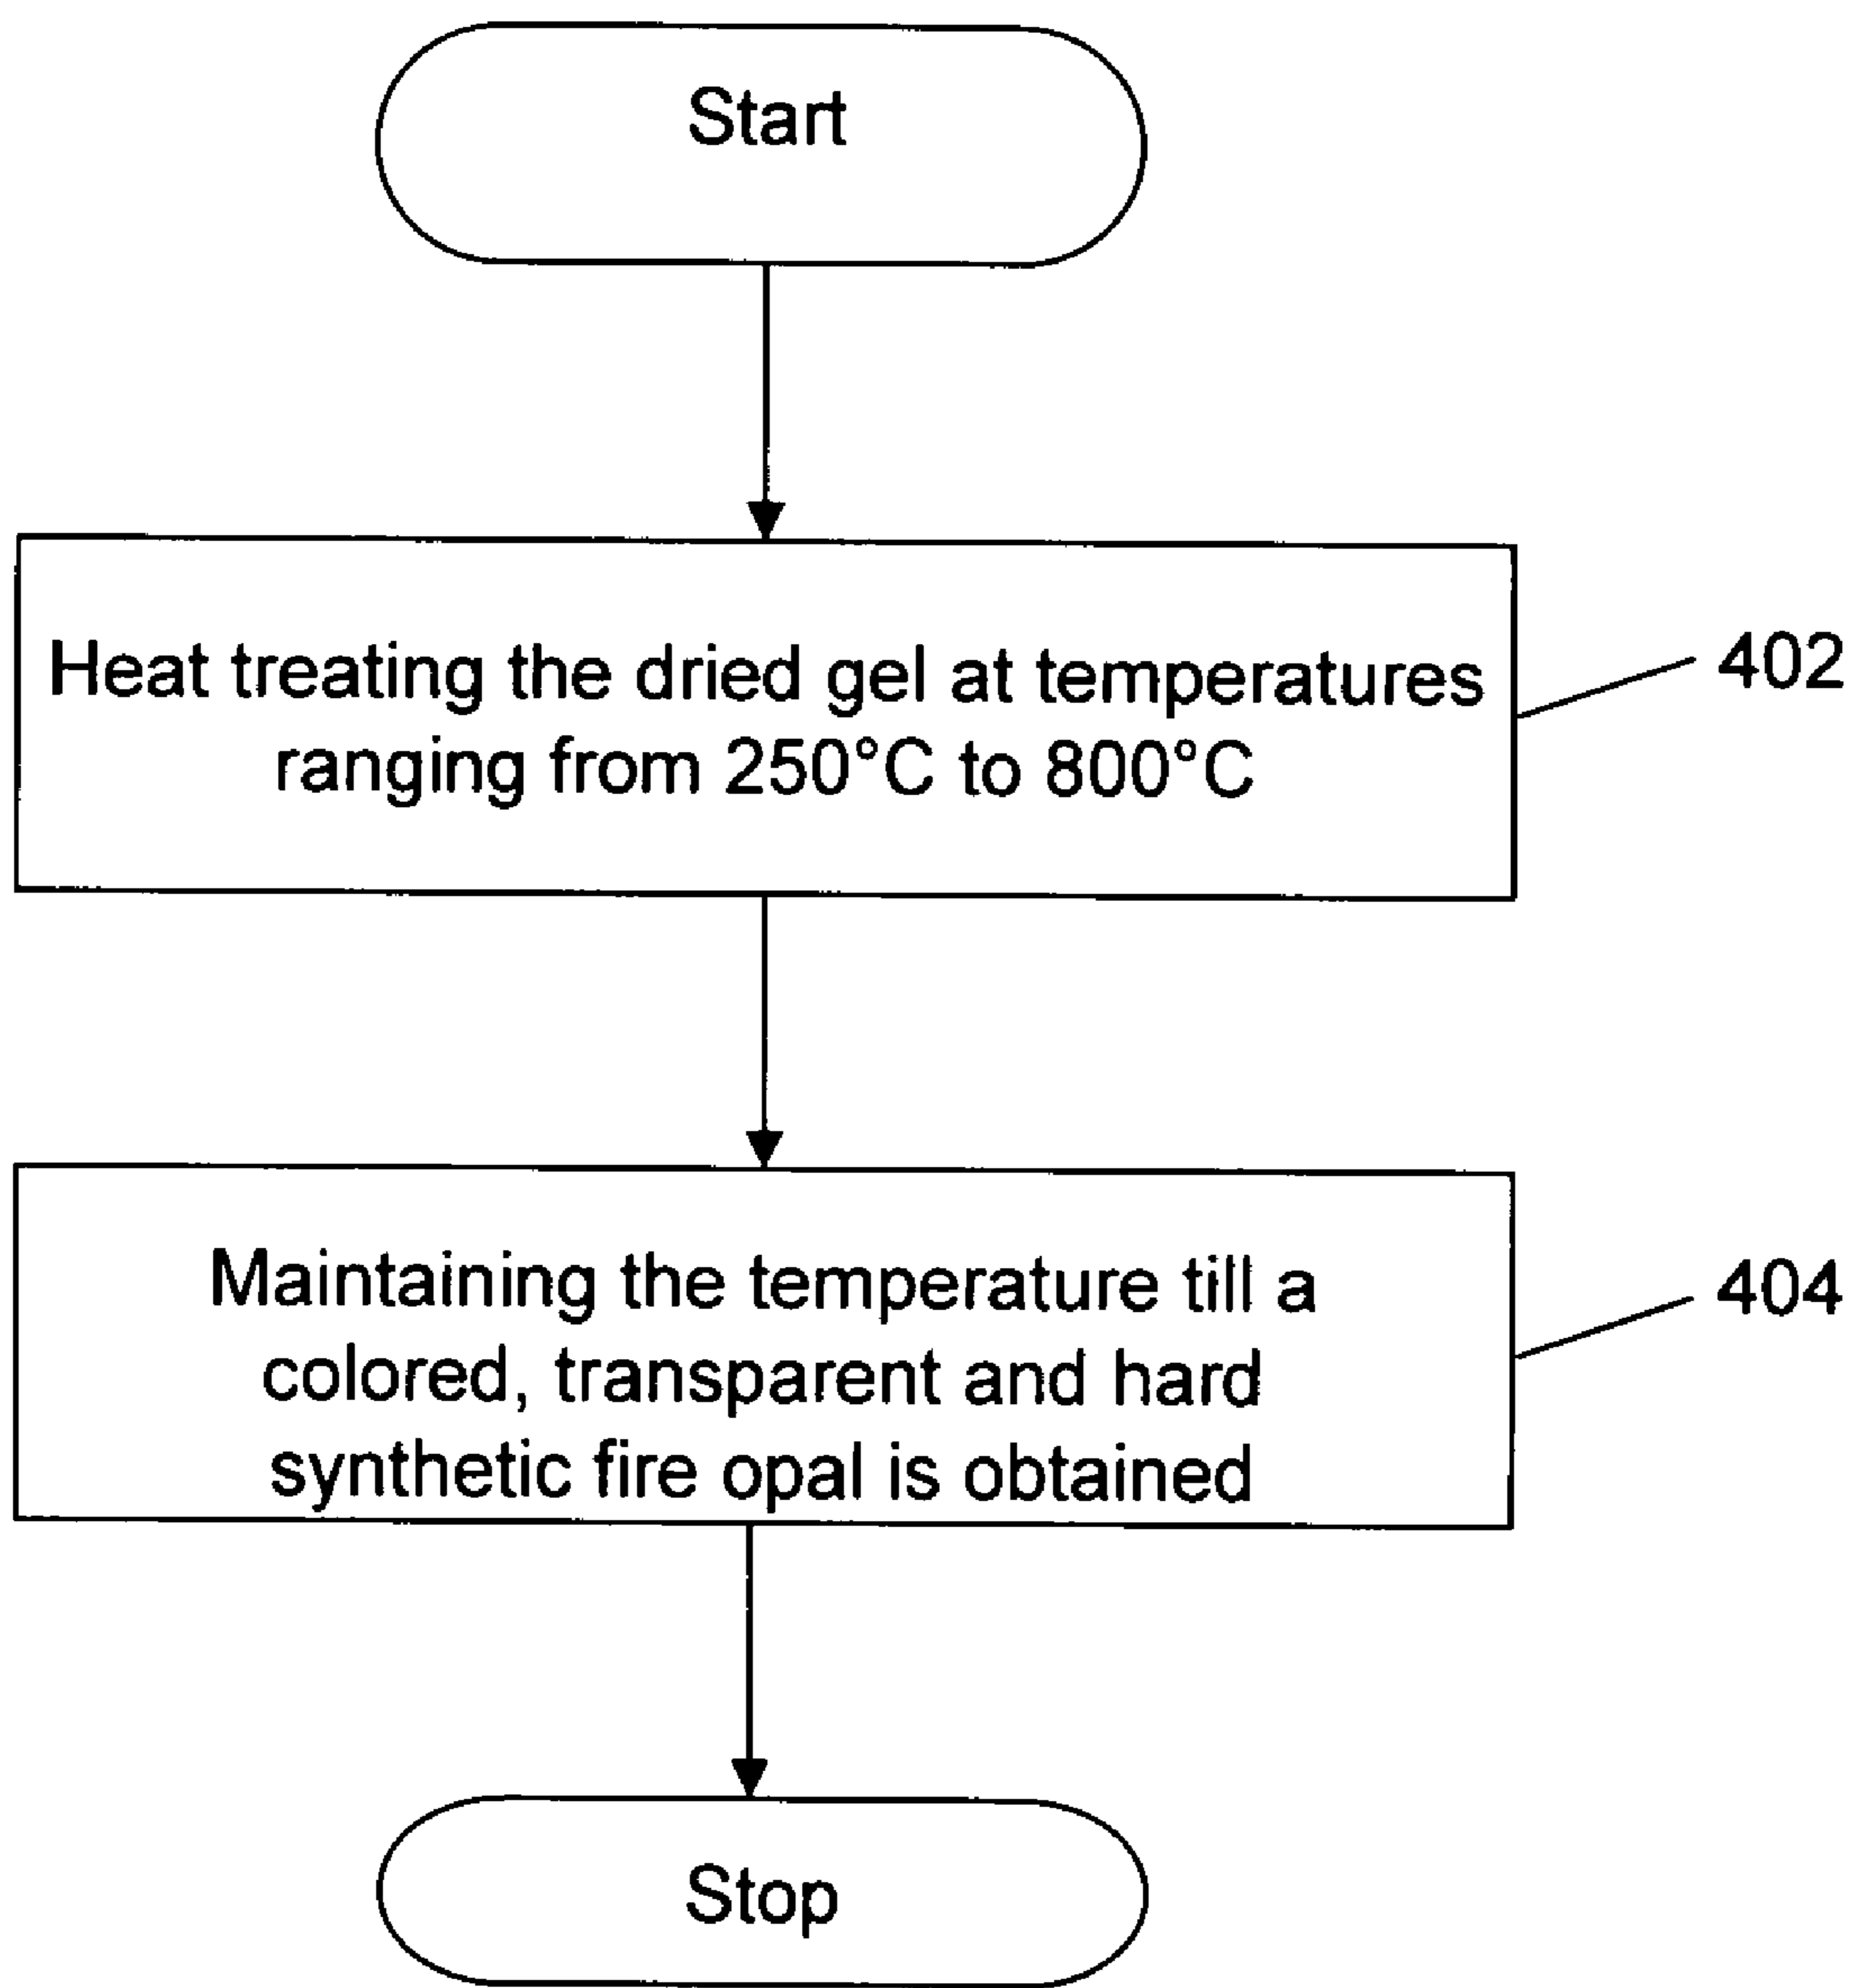 Start
Heat treating the dried gel at temperatures
ranging from 250°C to 800°C
402
Maintaining the temperature till a
colored, transparent and hard
synthetic fire opal is obtained
404
Stop